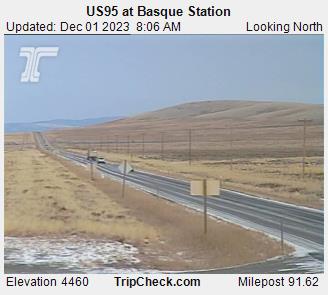 US95 at Basque Station
Updated: Dec 01 2023 8:06 AM Looking North
Elevation 4460 TripCheck.com Milepost 91.62